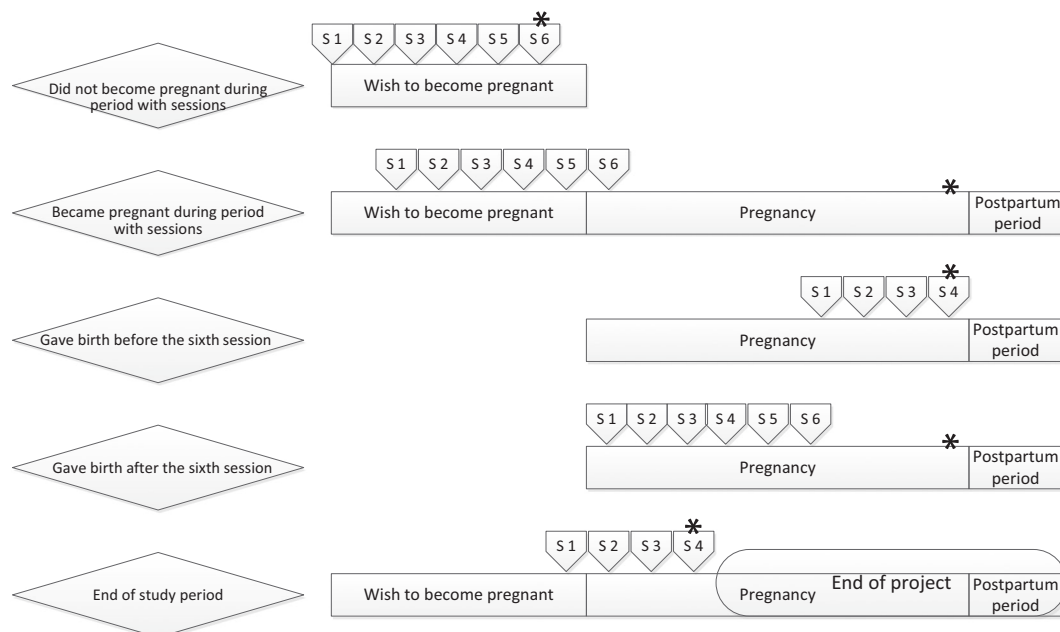 *
S 1 S 2 S 3 S 4 S 5 S 6
Did not become pregnant during
period with sessions
Wish to become pregnant
S 1 S 2 S 3 S 4 S 5 S 6
*
Became pregnant during period
with sessions
Wish to become pregnant
Pregnancy
Postpartum
period
*
S 1 S 2 S 3 S 4
Gave birth before the sixth session
Pregnancy
Postpartum
period
S 1 S 2 S 3 S 4 S 5 S 6
*
Gave birth after the sixth session
Pregnancy
Postpartum
period
*
S 1 S 2 S 3 S 4
End of study period
Wish to become pregnant
Pregnancy
End of project
Postpartum
period